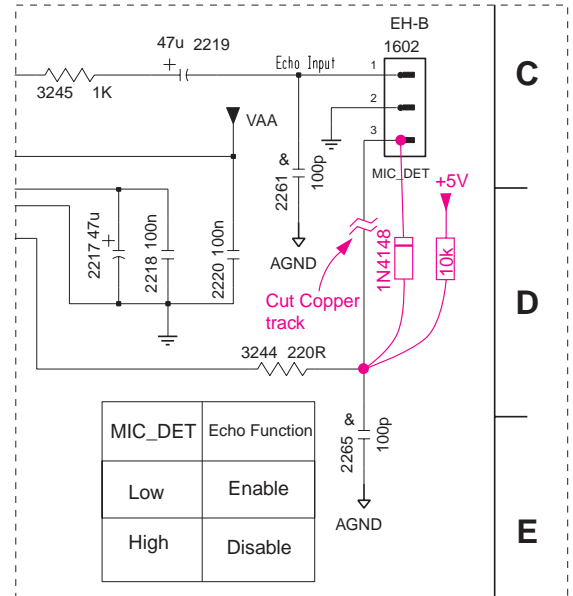 EH-B
47u 2219
1602
+
Echo Input
1
C
3245 1K
2
VAA
3
&
2261
100p
MIC_DET
+5V
2217 47u
+
2218 100n
2220 100n
AGND
1N4148
10k
Cut Copper
track
D
3244 220R
MIC_DET Echo Function
&
2265
100p
Low Enable
AGND
High Disable
E